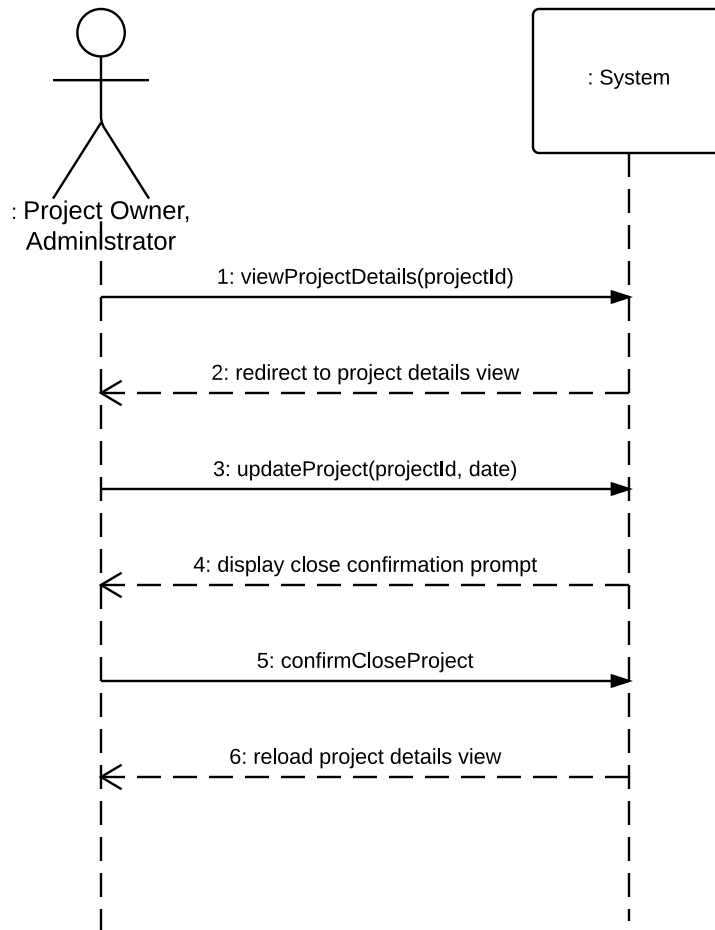 : System
: Project Owner,
Administrator
1: viewProjectDetails(projectId)
2: redirect to project details view
3: updateProject(projectId, date)
4: display close confirmation prompt
5: confirmCloseProject
6: reload project details view